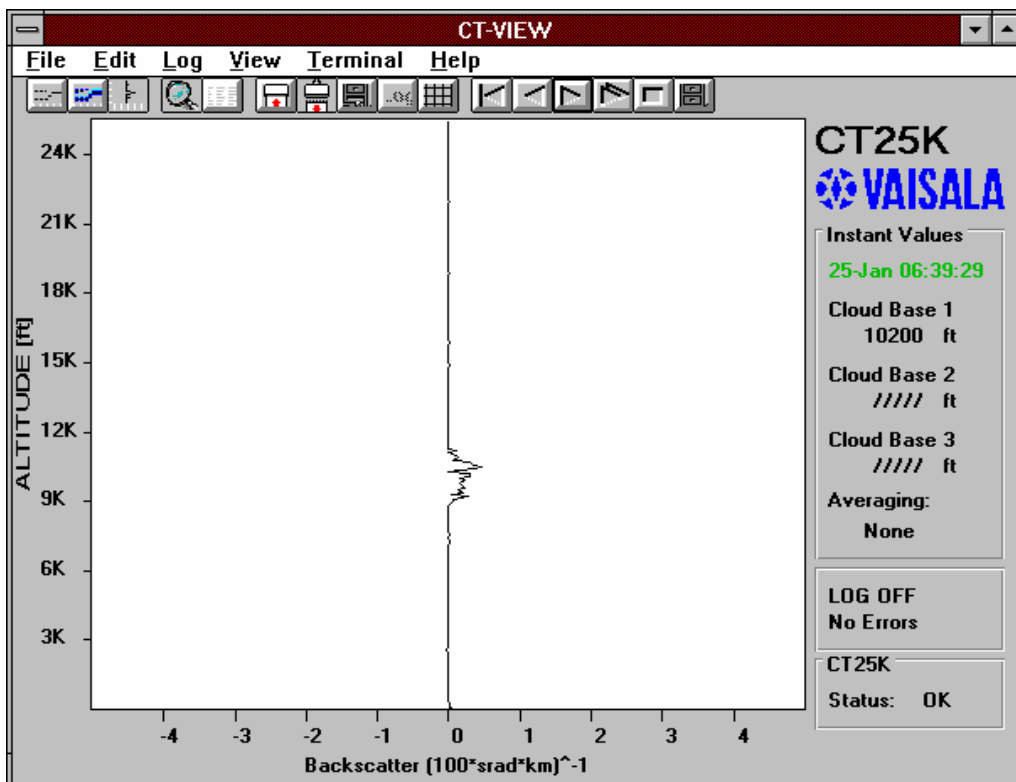 CT-VIEW
File Edit Log View Terminal Help
24K
21K
18K
15K
12K
9K
6K
3K
ALTITUDE [ft]
-4 -3 -2 -1 0 1 2 3 4
Backscatter (100*srad*km)^-1
CT25K
VAISALA
Instant Values
25-Jan 06:39:29
Cloud Base 1
10200 ft
Cloud Base 2
///// ft
Cloud Base 3
///// ft
Averaging:
None
LOG OFF
No Errors
CT25K
Status: OK